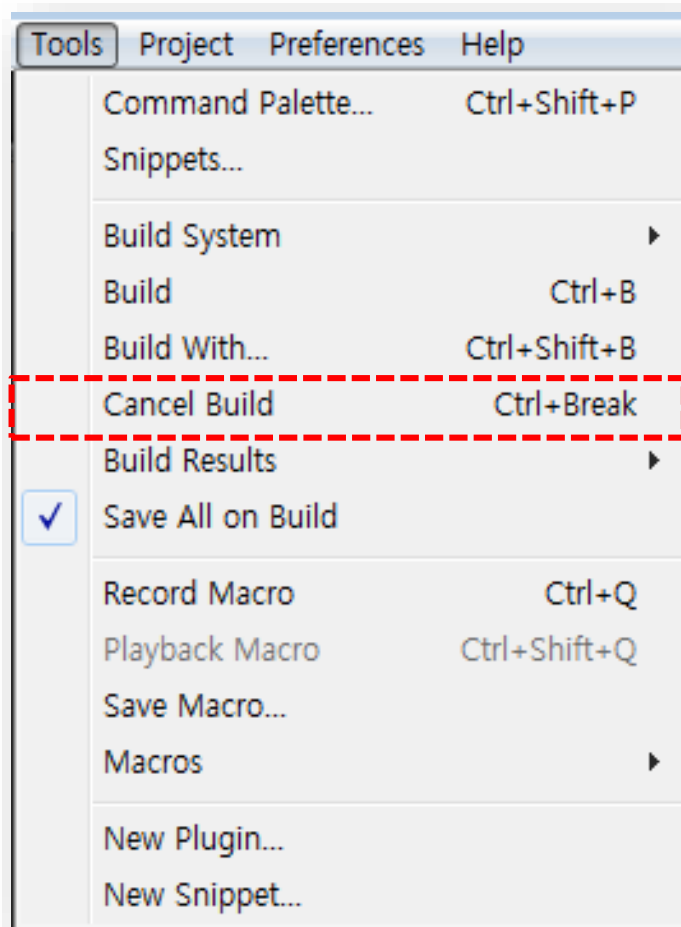 Tools Project Preferences Help
Command Palette... Ctrl+Shift+P
Snippets...
Build System
Build Ctrl+B
Build With... Ctrl+Shift+B
Cancel Build Ctrl+Break
Build Results
Save All on Build
Record Macro Ctrl+Q
Playback Macro Ctrl+Shift+Q
Save Macro...
Macros
New Plugin...
New Snippet...